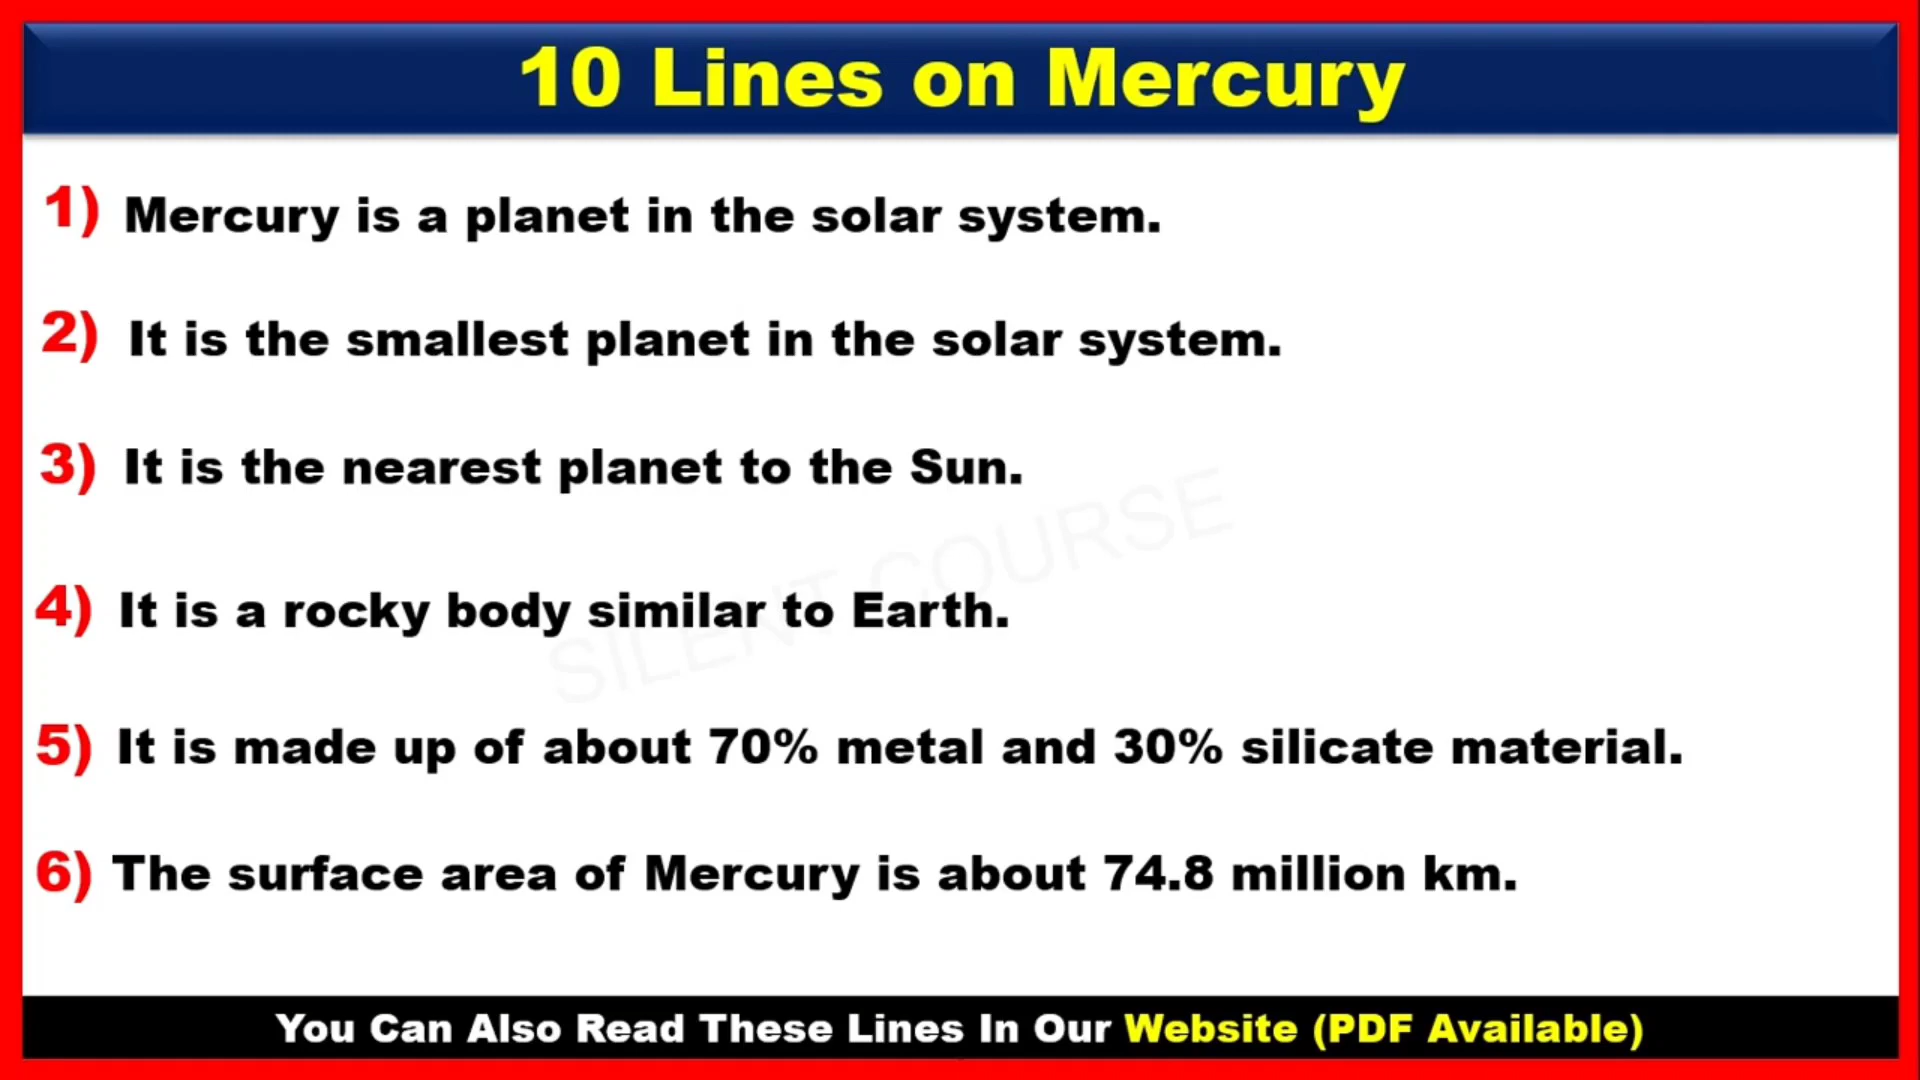 10 Lines on Mercury
1) Mercury is a planet in the solar system.
2) It is the smallest planet in the solar system.
3) It is the nearest planet to the Sun.
SILENT COURSE
4) It is a rocky body similar to Earth.
5) It is made up of about 70% metal and 30% silicate material.
6) The surface area of Mercury is about 74.8 million km.
You Can Also Read These Lines In Our Website (PDF Available)